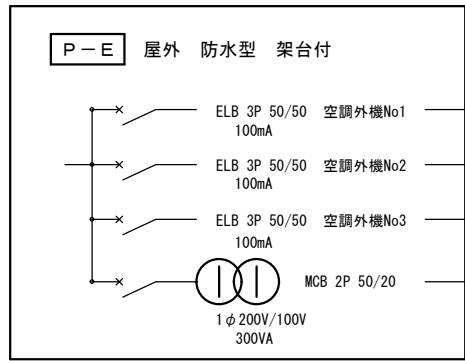 P－E 屋外 防水型 架台付
ELB 3P 50/50 空調外機No1
100mA
ELB 3P 50/50 空調外機No2
100mA
ELB 3P 50/50 空調外機No3
100mA
MCB 2P 50/20
1φ200V/100V
300VA